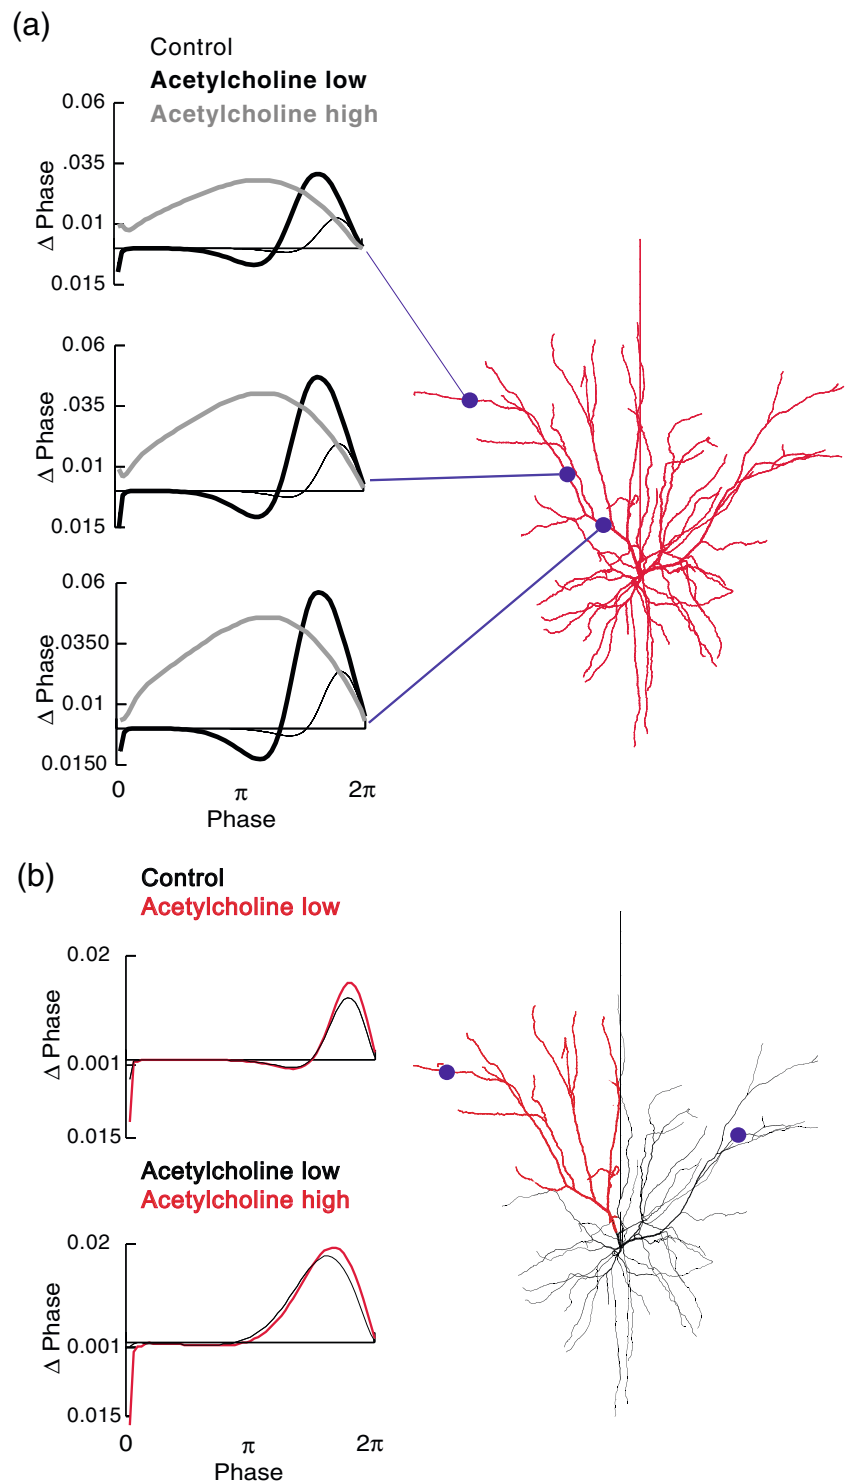 (a)
Control
Acetylcholine low
Acetylcholine high
0.06
.035
0.01
0.015
Δ Phase
0.06
.035
0.01
0.015
Δ Phase
0.06
.0350
0.01
0.0150
Δ Phase
0 π 2π
Phase
(b)
Control
Acetylcholine low
0.02
0.001
0.015
Δ Phase
Acetylcholine low
Acetylcholine high
0.02
0.001
0.015
Δ Phase
0 π 2π
Phase